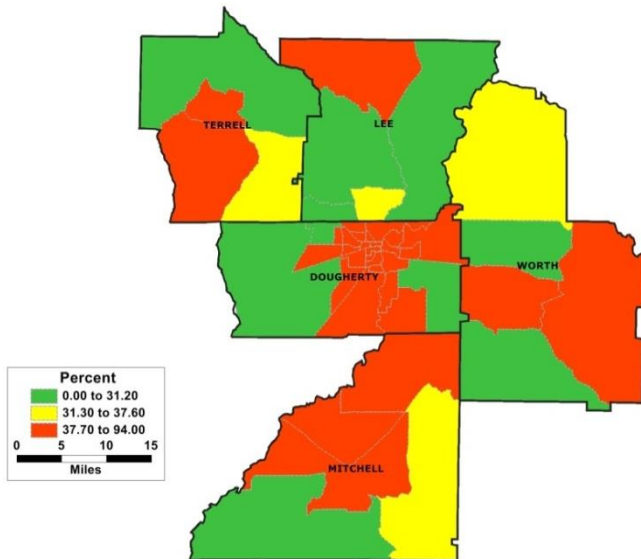 TERRELL
LEE
DOUGHERTY
WORTH
MITCHELL
Percent
0.00 to 31.20
31.30 to 37.60
37.70 to 94.00
0 5 10 15
Miles